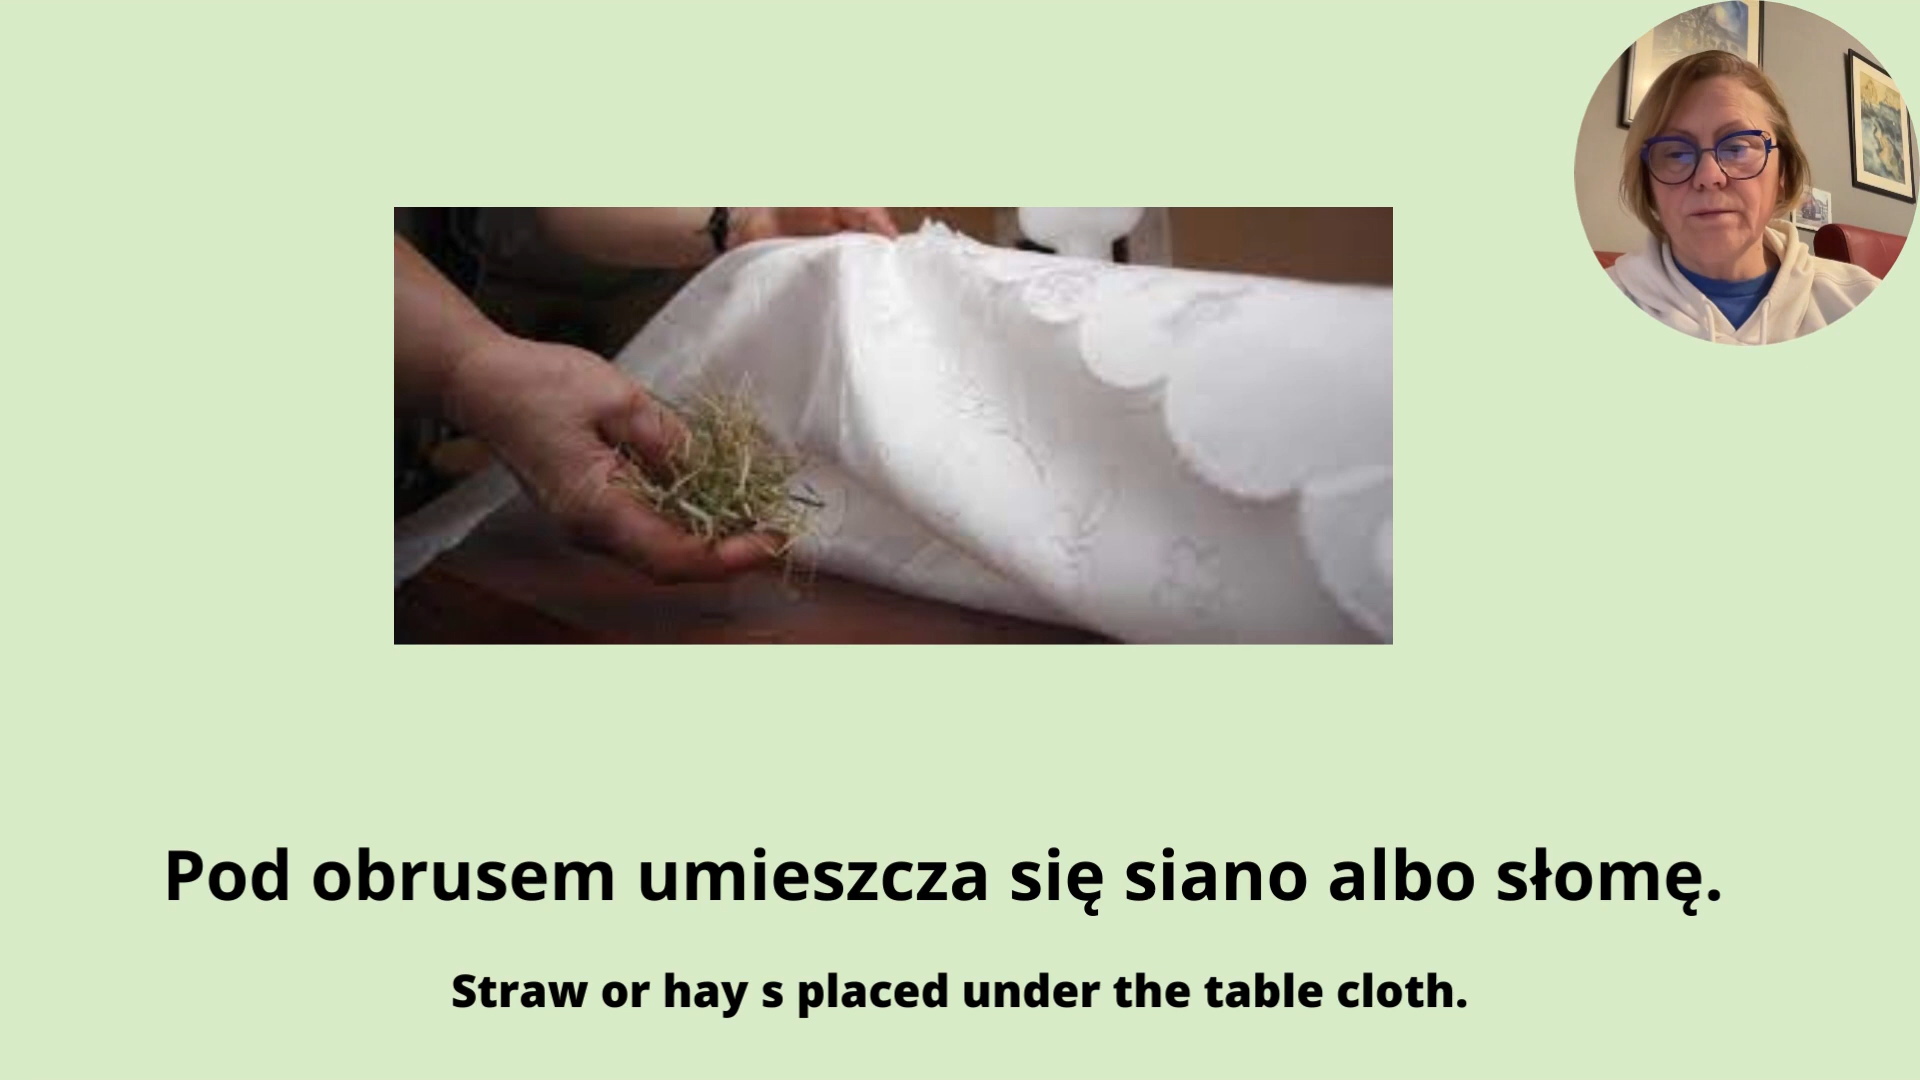 Pod obrusem umieszcza się siano albo słomę.
Straw or hay s placed under the table cloth.